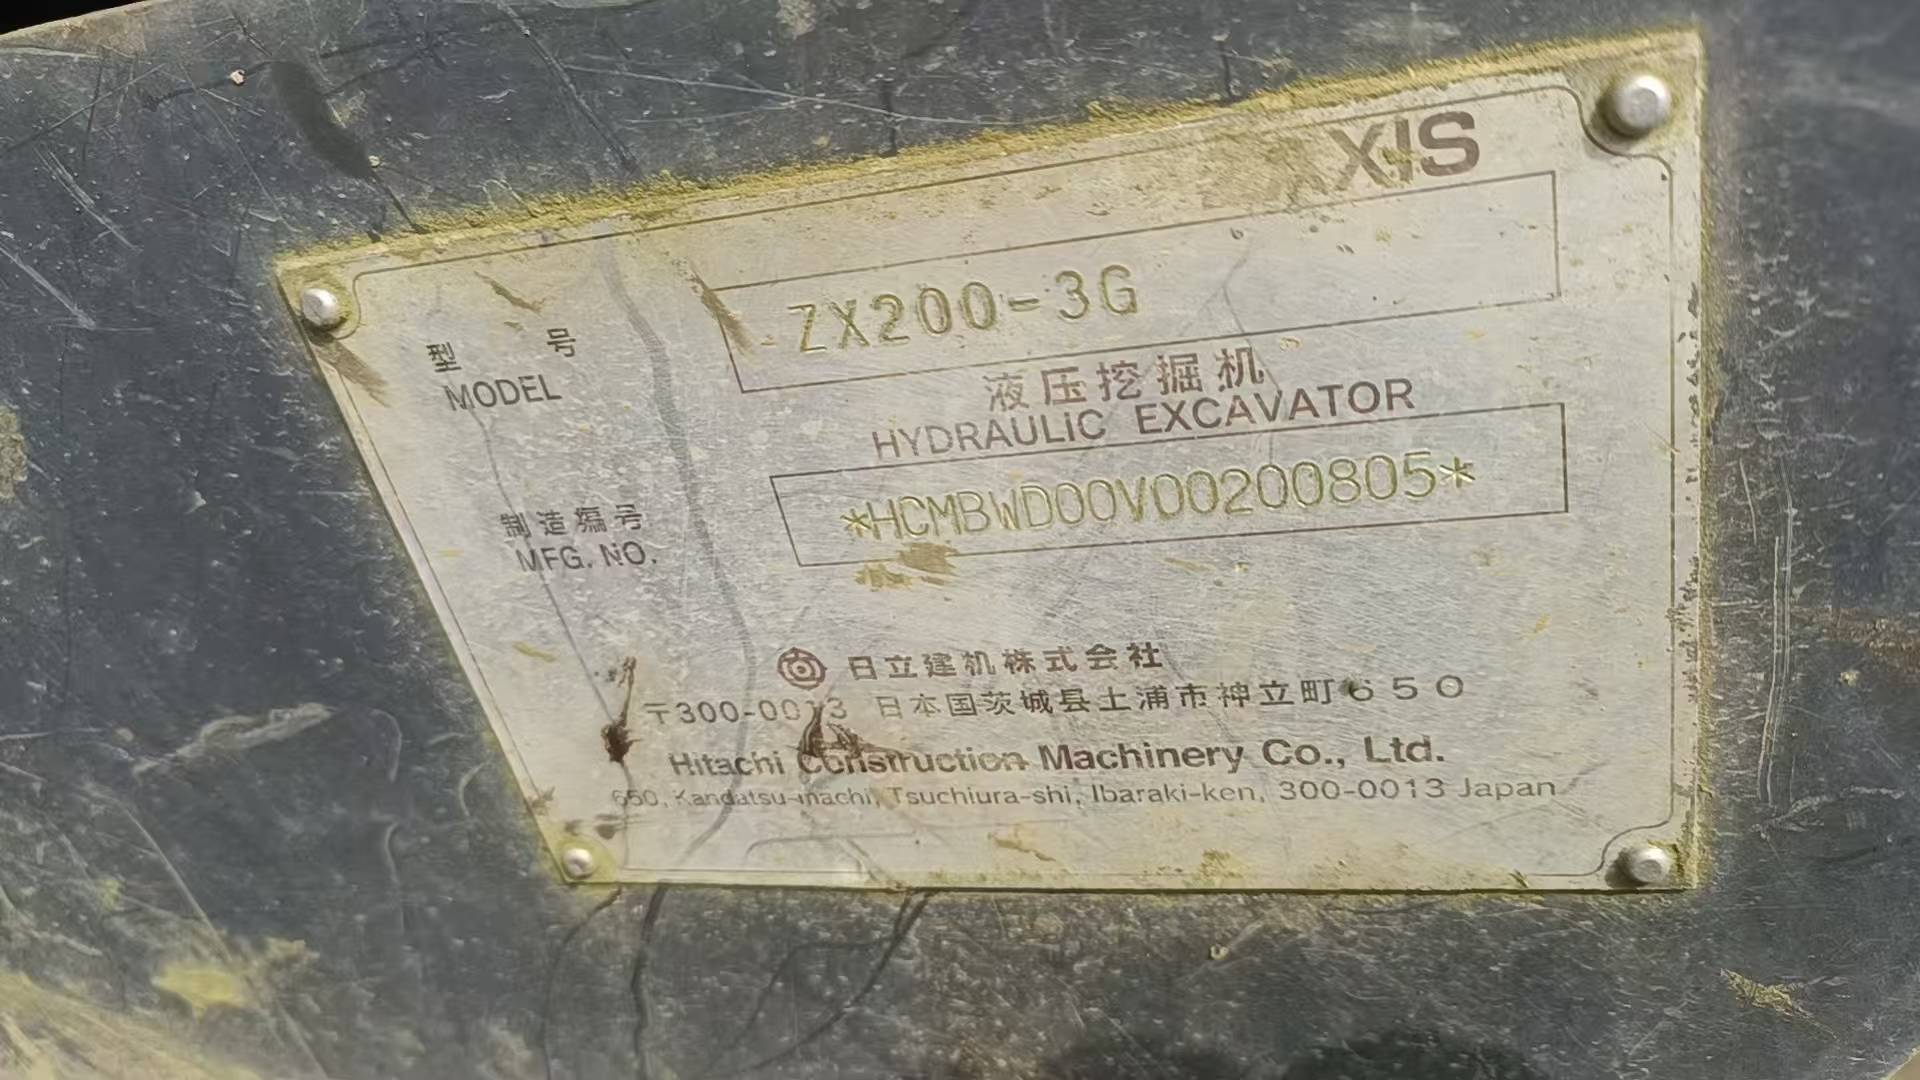 XIS
型 号 ZX200-3G
MODEL
液压挖掘机
HYDRAULIC EXCAVATOR
制造编号 *HCMBWD00V00200805*
MFG. NO.
日立建机株式会社
〒300-0013 日本国茨城县土浦市神立町650
Hitachi Construction Machinery Co., Ltd.
650, Kandatsu-machi, Tsuchiura-shi, Ibaraki-ken, 300-0013 Japan